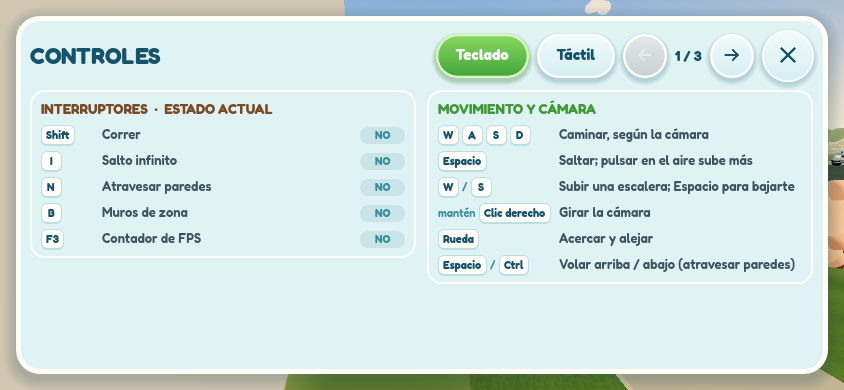 CONTROLES
Teclado
Táctil
←
1 / 3
→
✕
INTERRUPTORES · ESTADO ACTUAL
Shift Correr NO
I Salto infinito NO
N Atravesar paredes NO
B Muros de zona NO
F3 Contador de FPS NO
MOVIMIENTO Y CÁMARA
W A S D Caminar, según la cámara
Espacio Saltar; pulsar en el aire sube más
W / S Subir una escalera; Espacio para bajarte
mantén Clic derecho Girar la cámara
Rueda Acercar y alejar
Espacio / Ctrl Volar arriba / abajo (atravesar paredes)